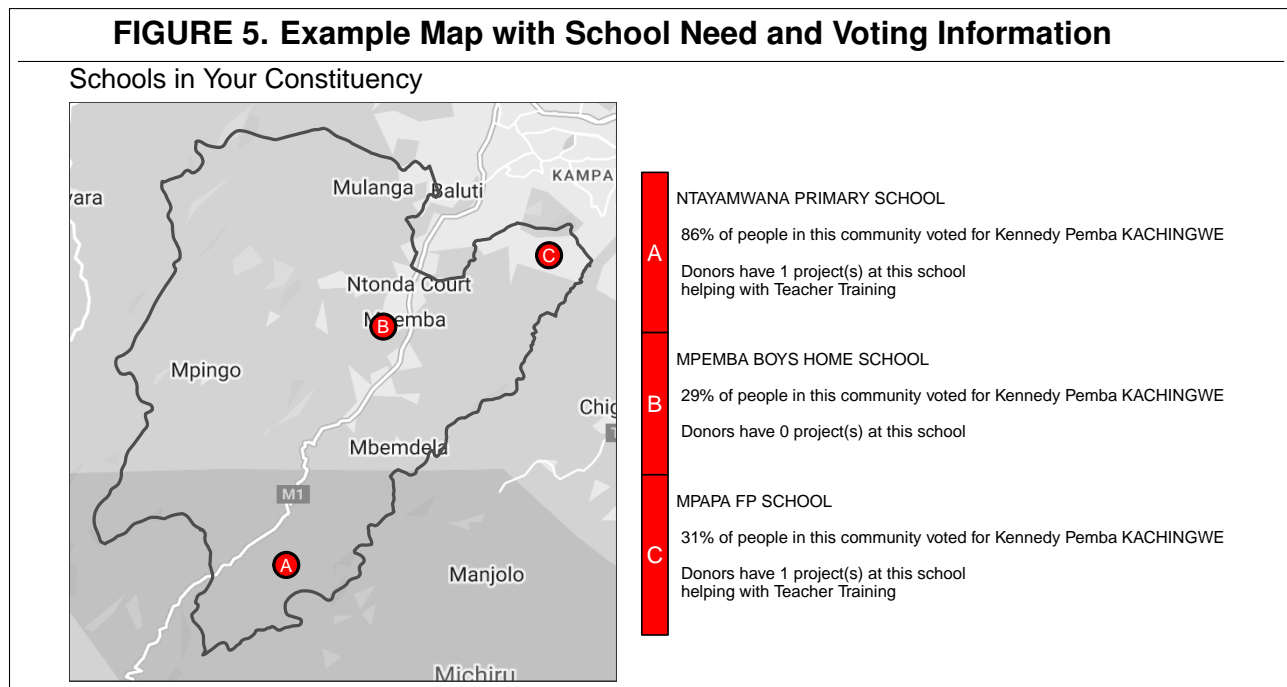 FIGURE 5. Example Map with School Need and Voting Information
Schools in Your Constituency
KAMPA
Mulanga
Baluti
vara
C
Ntonda Court
B
Mpingo
Chig
Mbemdela
M1
A
Manjolo
Michiru
A
NTAYAMWANA PRIMARY SCHOOL
86% of people in this community voted for Kennedy Pemba KACHINGWE
Donors have 1 project(s) at this school
helping with Teacher Training
B
MPEMBA BOYS HOME SCHOOL
29% of people in this community voted for Kennedy Pemba KACHINGWE
Donors have 0 project(s) at this school
C
MPAPA FP SCHOOL
31% of people in this community voted for Kennedy Pemba KACHINGWE
Donors have 1 project(s) at this school
helping with Teacher Training